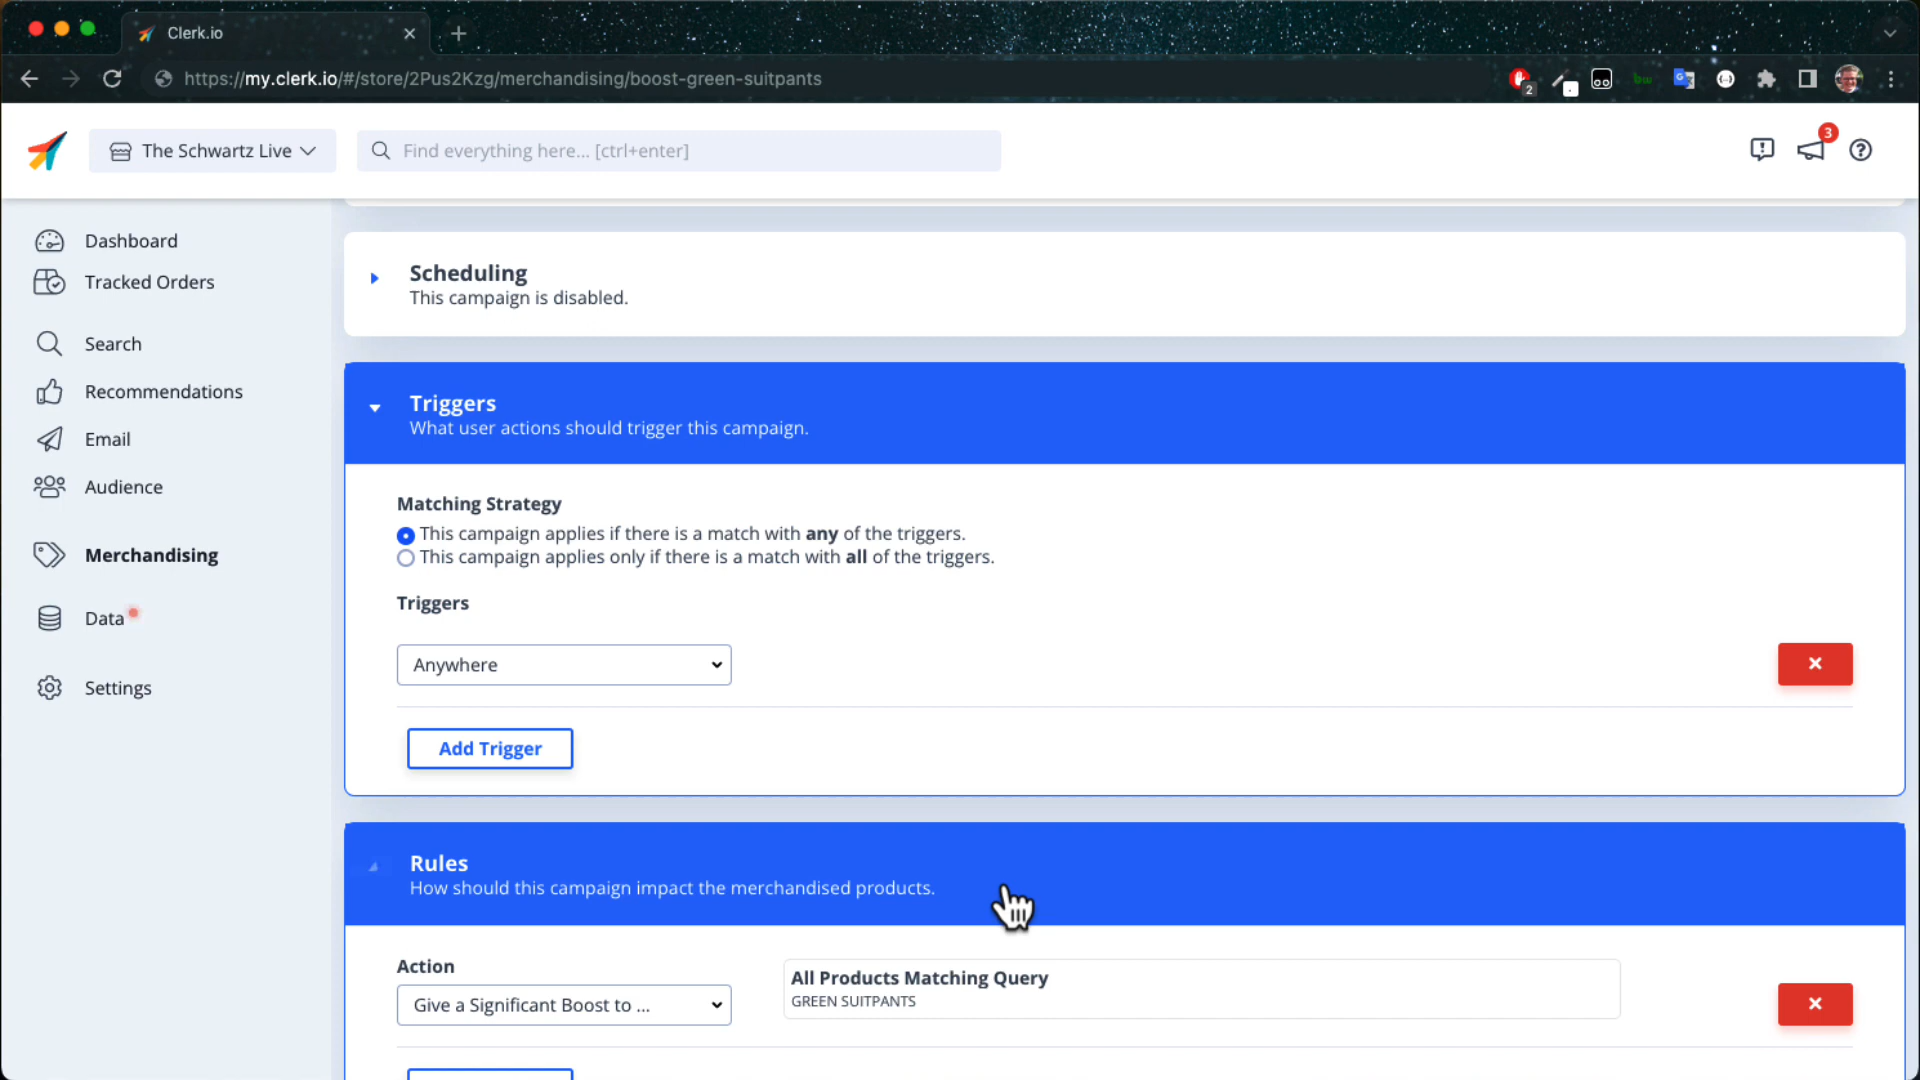 Clerk.io
https://my.clerk.io/#/store/2Pus2Kzg/merchandising/boost-green-suitpants
2
The Schwartz Live
Find everything here... [ctrl+enter]
3
Dashboard
Tracked Orders
Search
Recommendations
Email
Audience
Merchandising
Data
Settings
Scheduling
This campaign is disabled.
Triggers
What user actions should trigger this campaign.
Matching Strategy
This campaign applies if there is a match with any of the triggers.
This campaign applies only if there is a match with all of the triggers.
Triggers
Anywhere
Add Trigger
Rules
How should this campaign impact the merchandised products.
Action
Give a Significant Boost to ...
All Products Matching Query
GREEN SUITPANTS